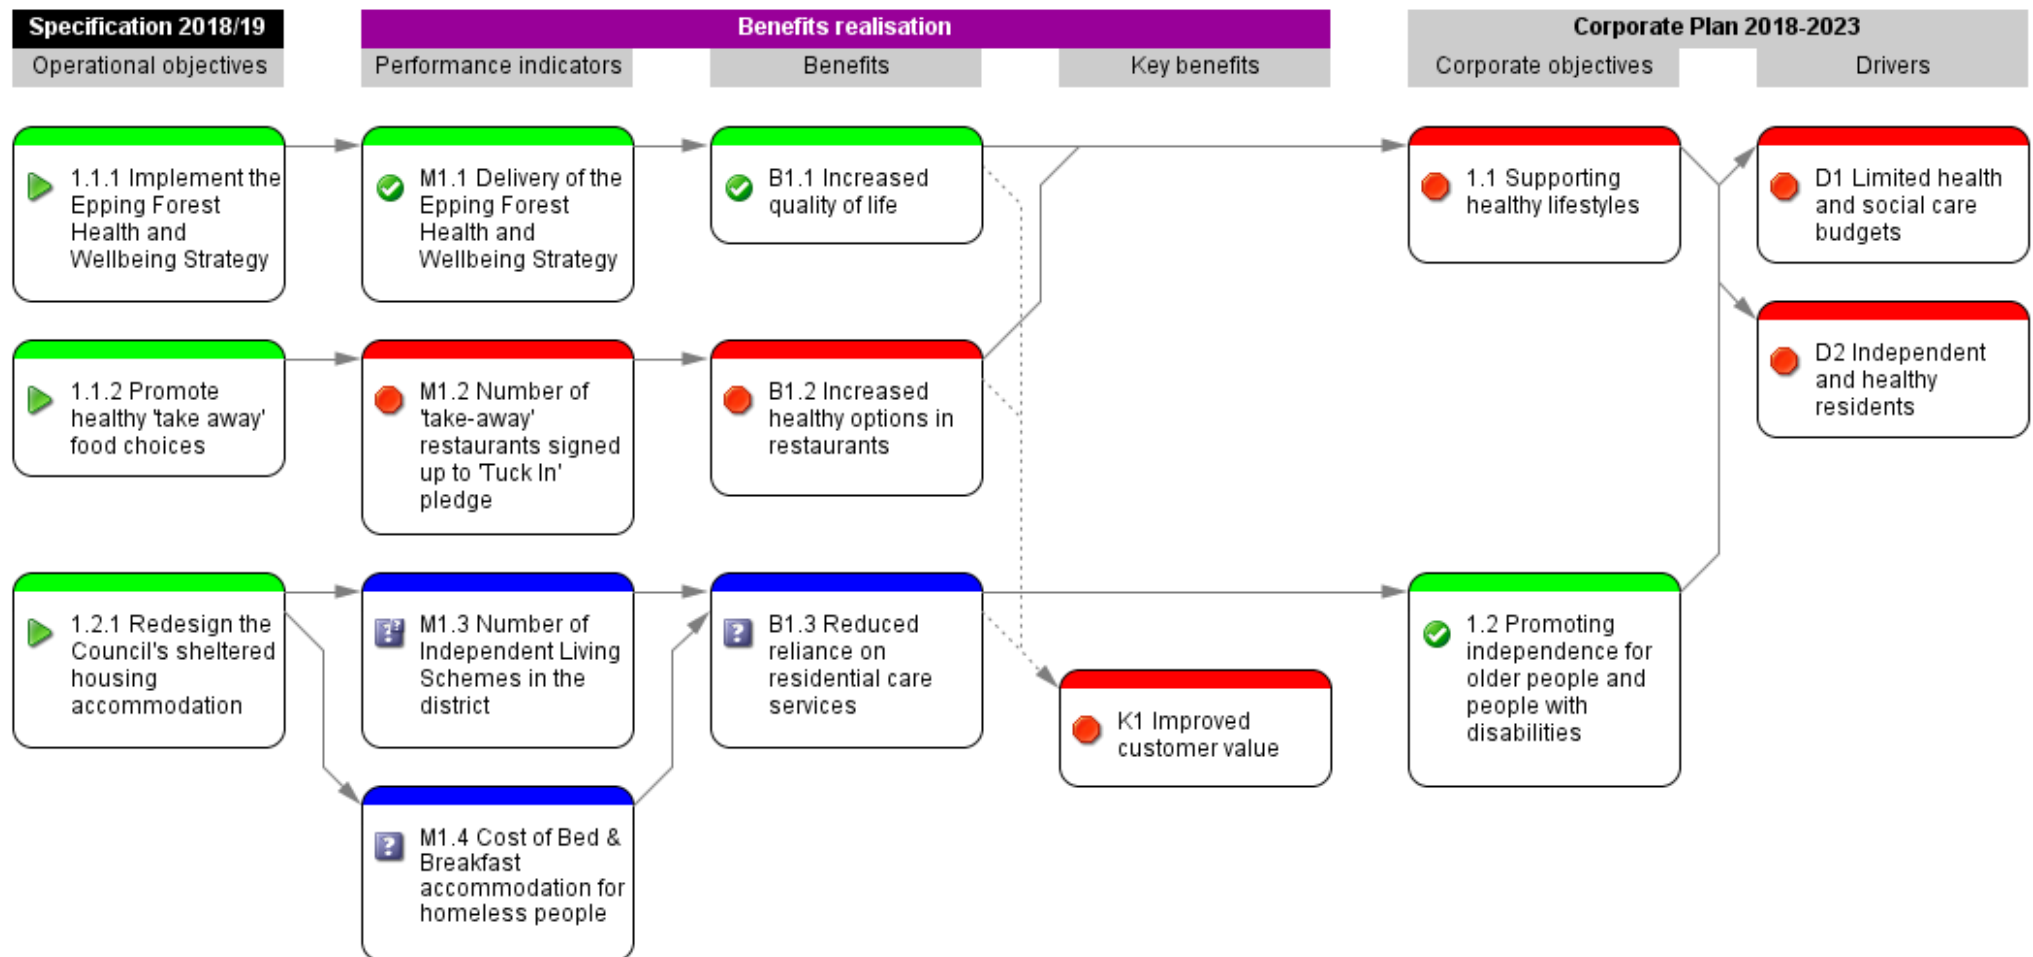 Specification 2018/19
Benefits realisation
Corporate Plan 2018-2023
Operational objectives
Performance indicators
Benefits
Key benefits
Corporate objectives
Drivers
1.1.1 Implement the
Epping Forest
Health and
Wellbeing Strategy
M1.1 Delivery of the
Epping Forest
Health and
Wellbeing Strategy
B1.1 Increased
quality of life
1.1 Supporting
healthy lifestyles
D1 Limited health
and social care
budgets
D2 Independent
and healthy
residents
1.1.2 Promote
healthy 'take away'
food choices
M1.2 Number of
'take-away'
restaurants signed
up to 'Tuck In'
pledge
B1.2 Increased
healthy options in
restaurants
1.2.1 Redesign the
Council's sheltered
housing
accommodation
M1.3 Number of
Independent Living
Schemes in the
district
B1.3 Reduced
reliance on
residential care
services
K1 Improved
customer value
1.2 Promoting
independence for
older people and
people with
disabilities
M1.4 Cost of Bed &
Breakfast
accommodation for
homeless people